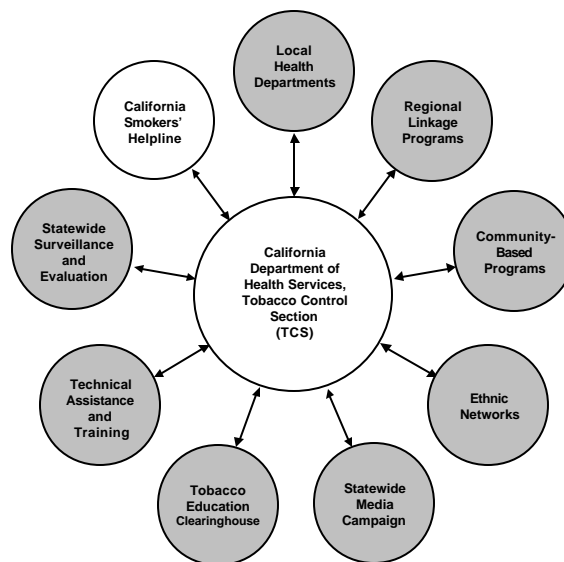 Local
Health
Departments
California
Smokers’
Helpline
Regional
Linkage
Programs
Statewide
Surveillance
and
Evaluation
Community-
Based
Programs
California
Department of
Health Services,
Tobacco Control
Section
(TCS)
Technical
Assistance
and
Training
Ethnic
Networks
Tobacco
Education
Clearinghouse
Statewide
Media
Campaign